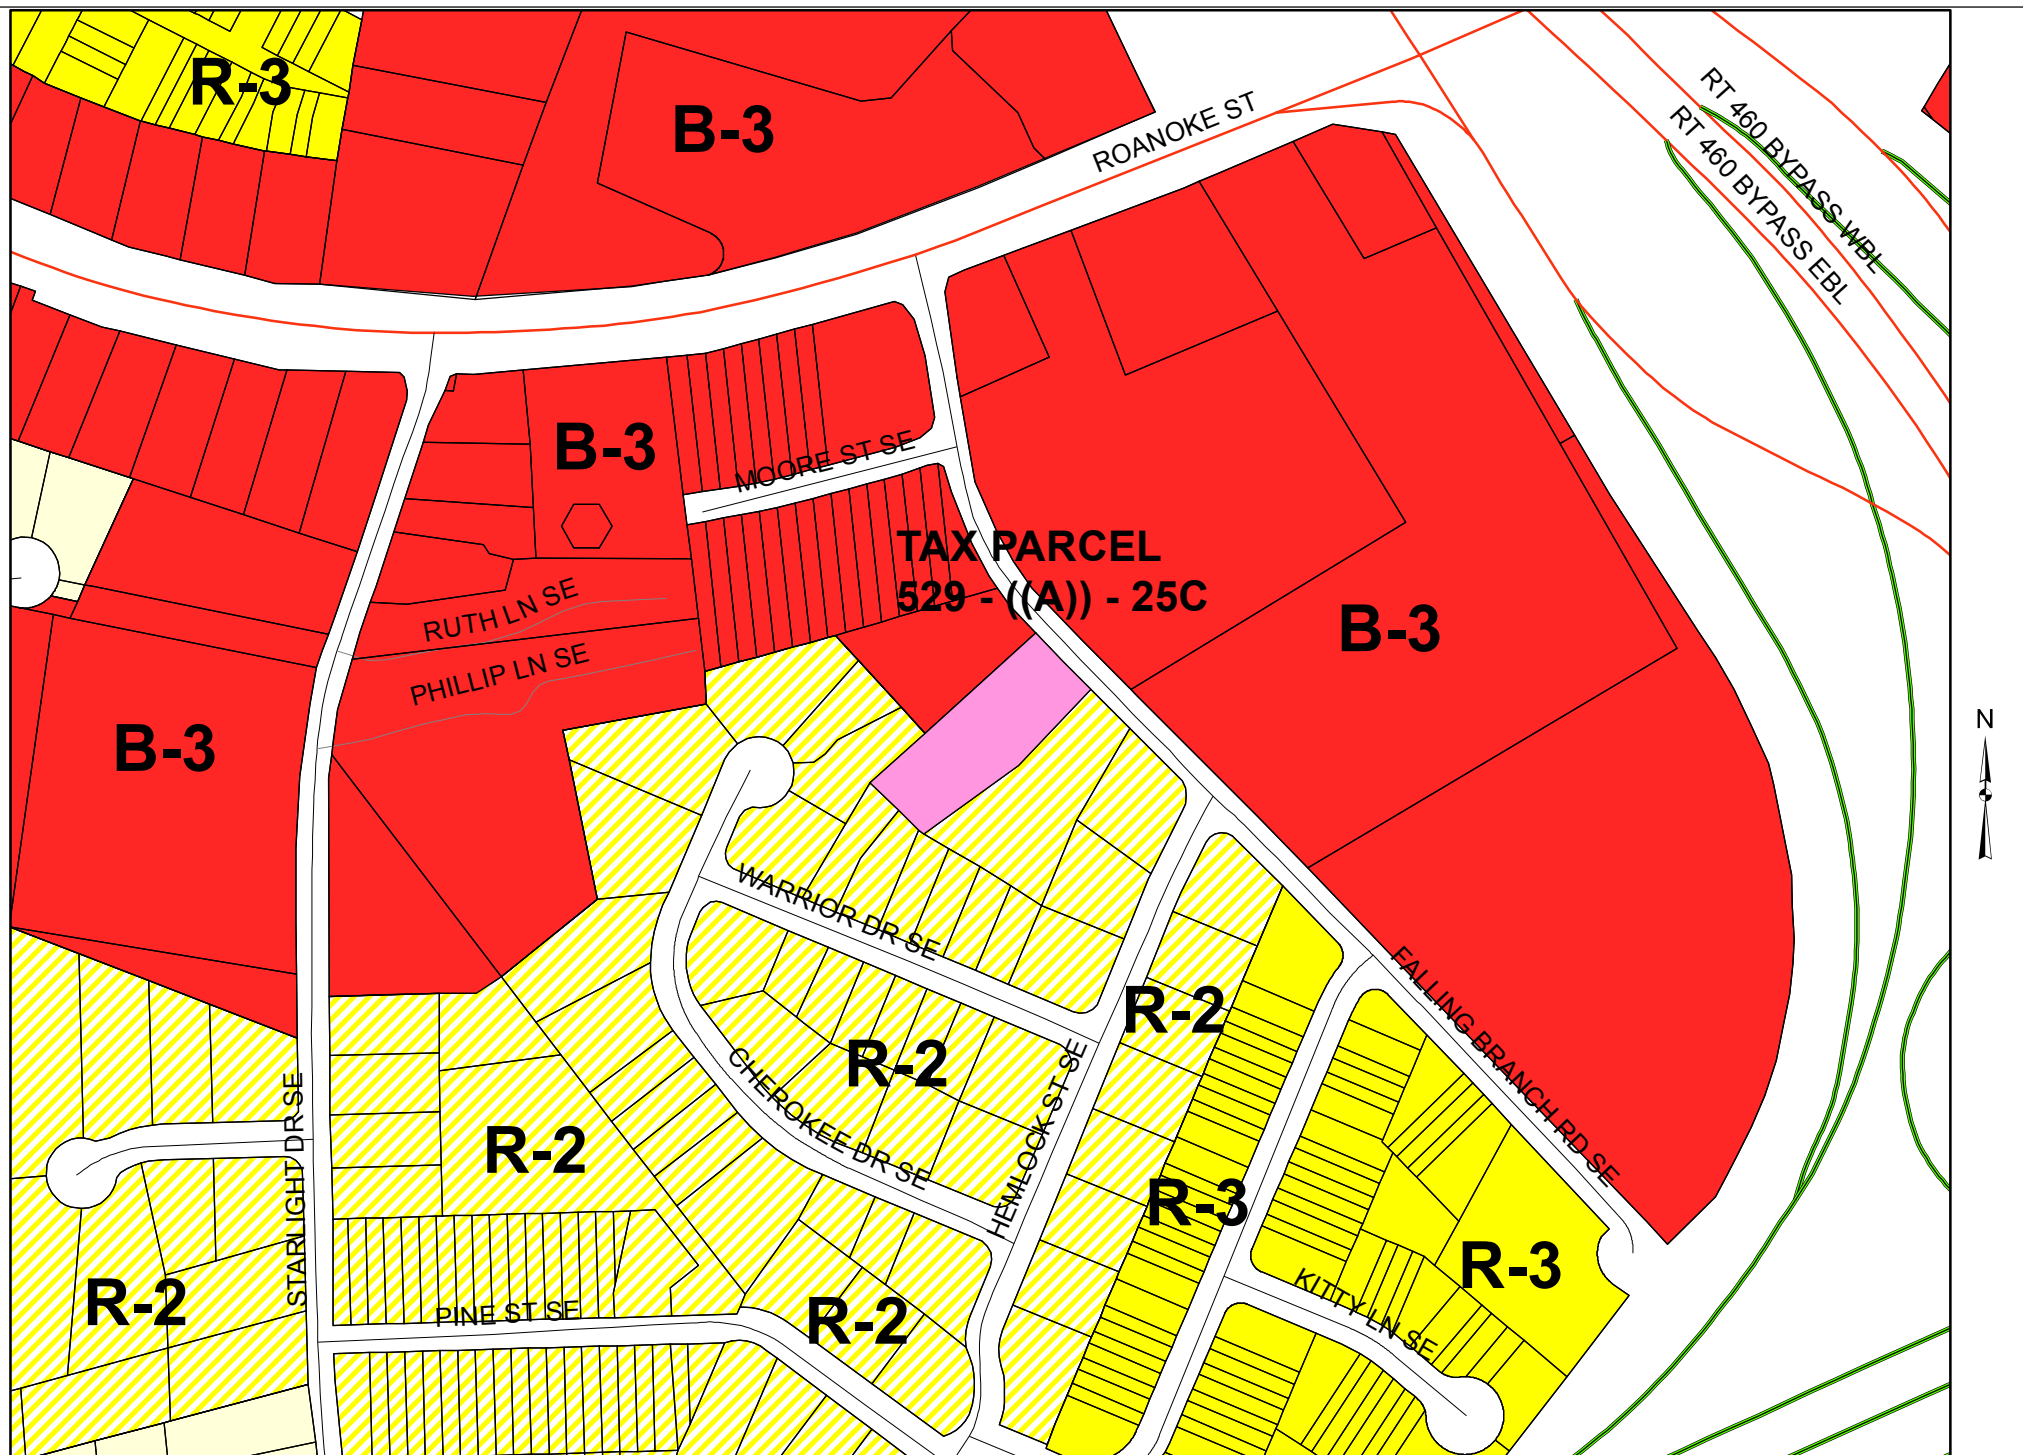 R-3
B-3
ROANOKE ST
RT 460 BYPASS WBL
RT 460 BYPASS EBL
B-3
MOORE ST SE
TAX PARCEL
529 - ((A)) - 25C
RUTH LN SE
B-3
PHILLIP LN SE
B-3
N
WARRIOR DR SE
FALLING BRANCH RD SE
R-2
R-2
CHEROKEE DR SE
HEMLOCK ST SE
STARLIGHT DR SE
R-2
R-3
R-3
R-2
PINE ST SE
R-2
KITTY LN SE